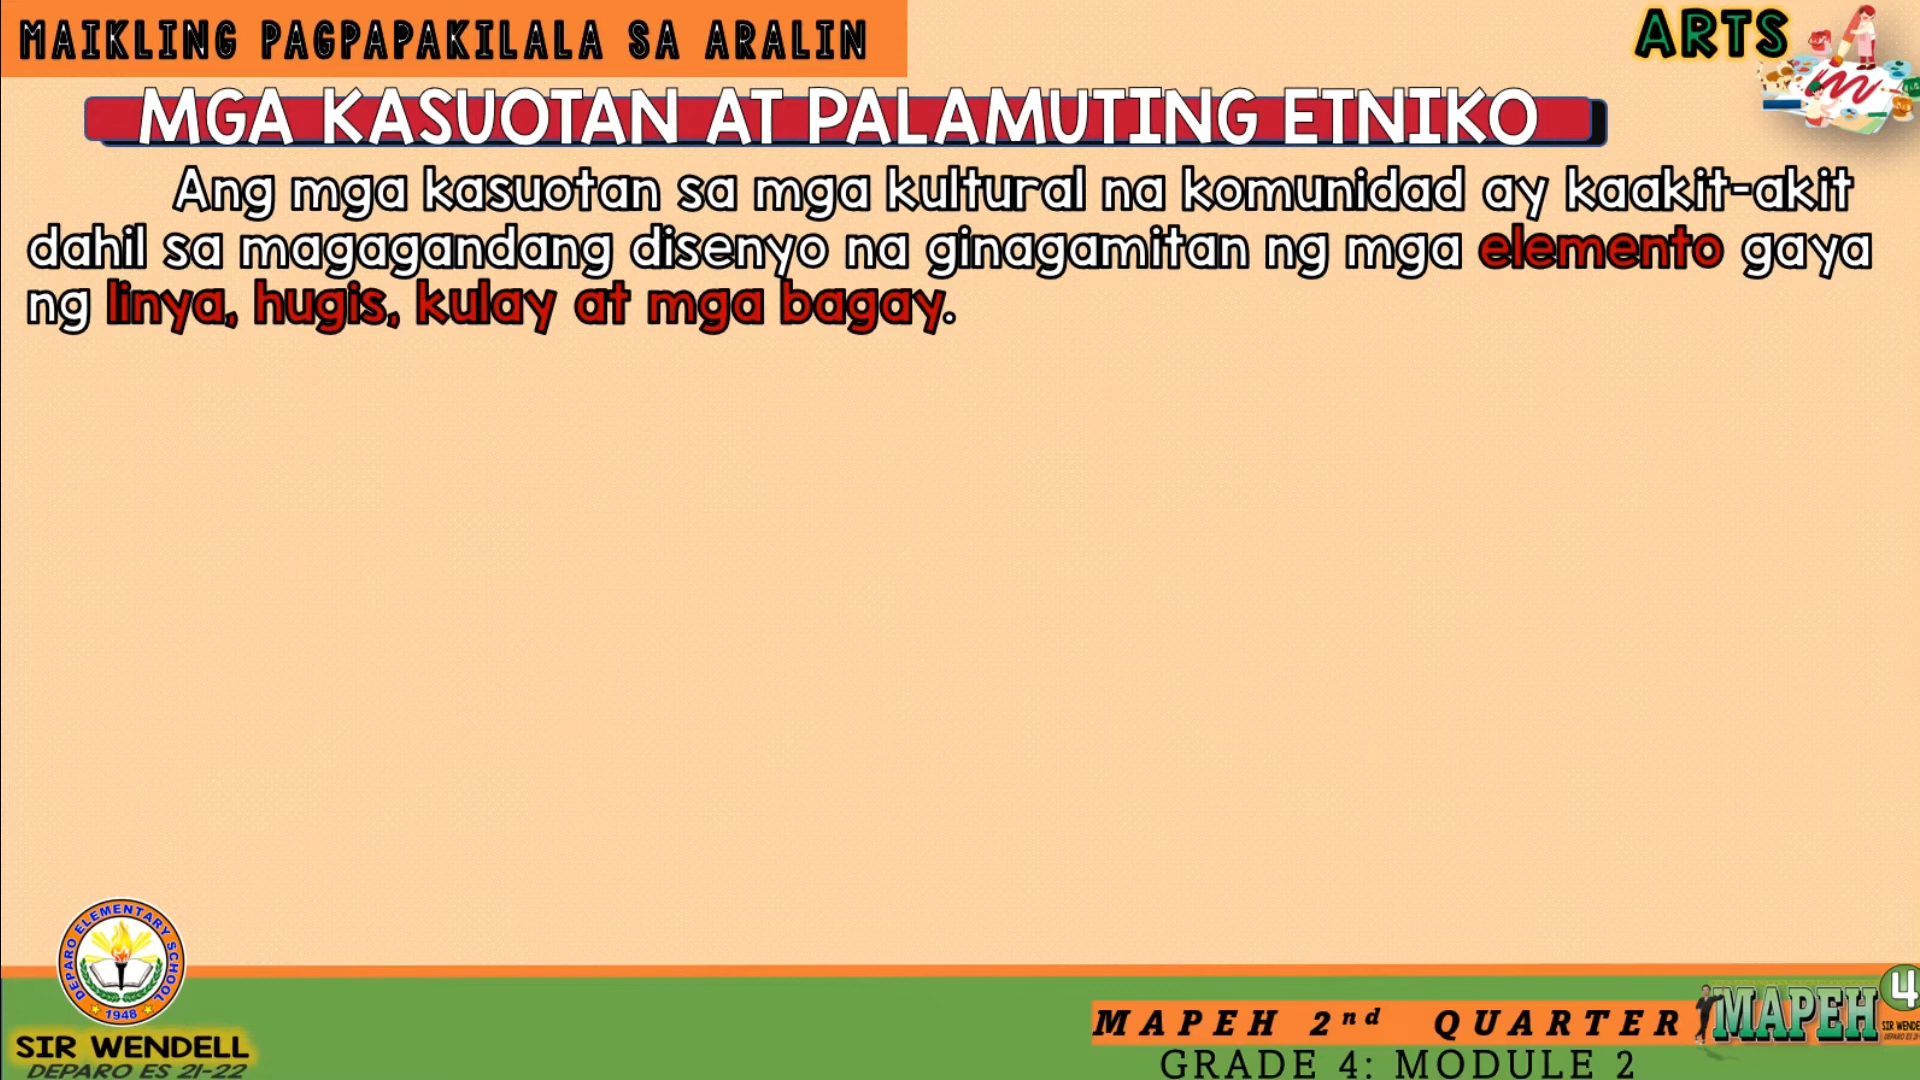 MAIKLING PAGPAPAKILALA SA ARALIN
ARTS
MGA KASUOTAN AT PALAMUTING ETNIKO
Ang mga kasuotan sa mga kultural na komunidad ay kaakit-akit
dahil sa magagandang disenyo na ginagamitan ng mga elemento gaya
ng linya, hugis, kulay at mga bagay.
DEPARO ELEMENTARY SCHOOL
1948
SIR WENDELL
DEPARO ES 21-22
MAPEH 2nd QUARTER
GRADE 4: MODULE 2
MAPEH 4